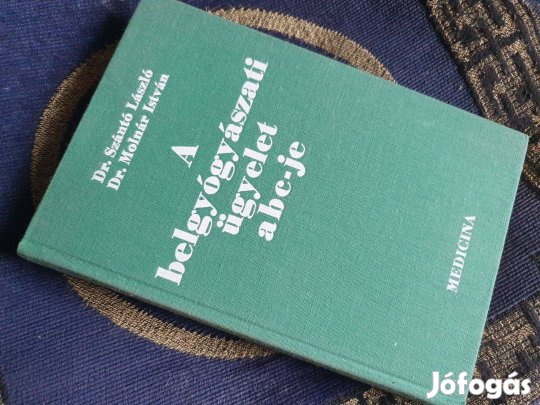 Dr. Szántó László
Dr. Molnár István
A
belgyógyászati
ügyelet
abc-je
MEDICINA
Jófogás